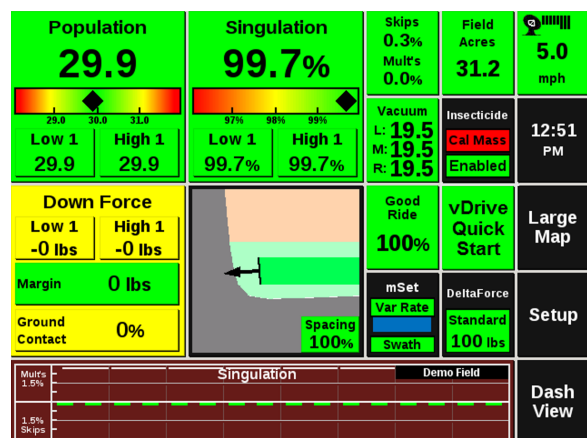 Population
29.9
29.0 30.0 31.0
Low 1 High 1
29.9 29.9
Singulation
99.7%
97% 98% 99%
Low 1 High 1
99.7% 99.7%
Skips
0.3%
Mult's
0.0%
Field
Acres
31.2
5.0
mph
Vacuum
L: 19.5
M: 19.5
R: 19.5
Insecticide
Cal Mass
Enabled
12:51
PM
Down Force
Low 1 High 1
-0 lbs -0 lbs
Margin 0 lbs
Ground
Contact 0%
Spacing
100%
Good
Ride
100%
vDrive
Quick
Start
Large
Map
mSet
Var Rate
Swath
DeltaForce
Standard
100 lbs
Setup
Mult's
1.5%
Singulation
Demo Field
1.5%
Skips
Dash
View